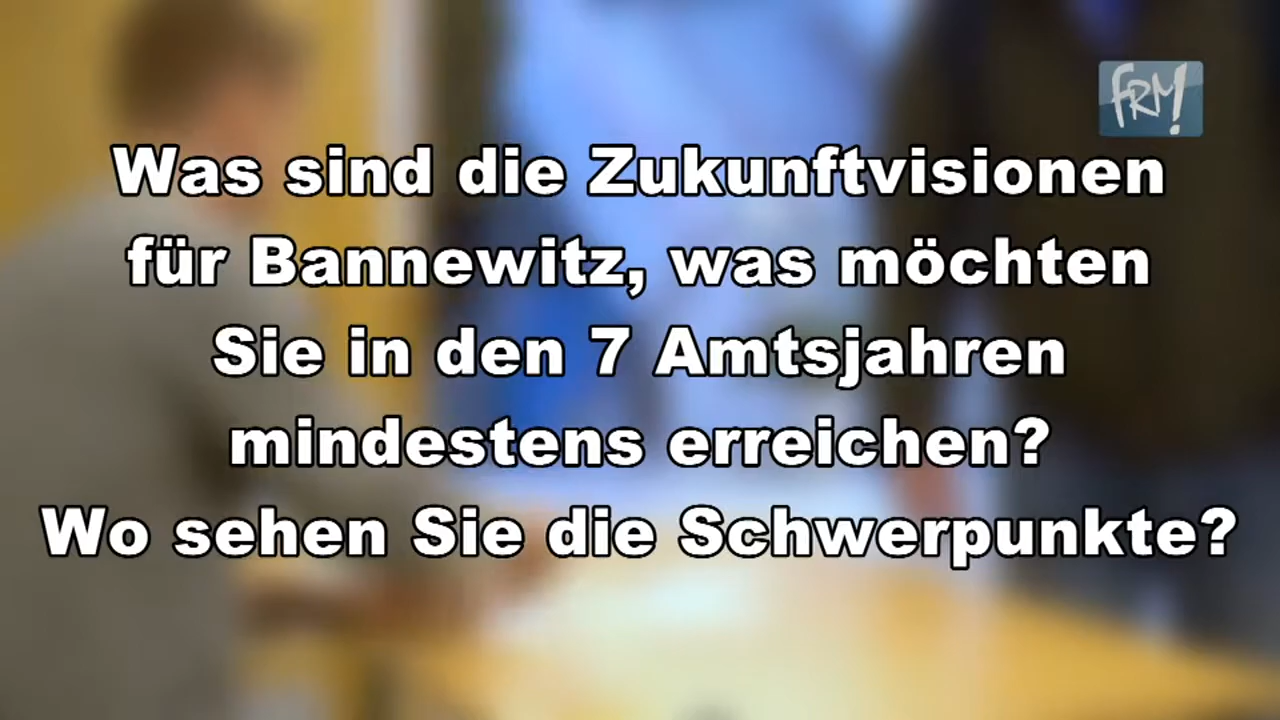 FRM!
Was sind die Zukunftvisionen
für Bannewitz, was möchten
Sie in den 7 Amtsjahren
mindestens erreichen?
Wo sehen Sie die Schwerpunkte?